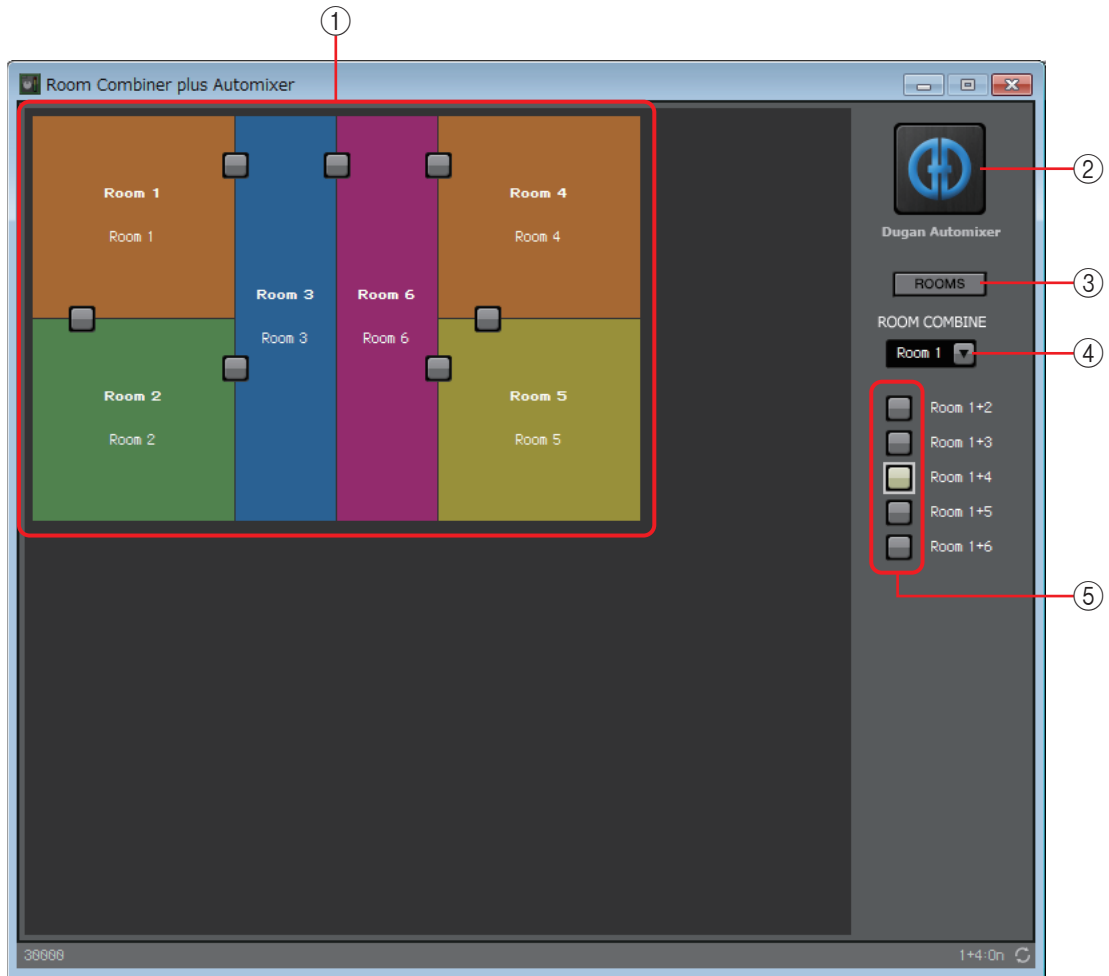 ①
Room Combiner plus Automixer
Room 1
Room 1
Room 2
Room 2
Room 3
Room 3
Room 6
Room 6
Room 4
Room 4
Room 5
Room 5
②
Dugan Automixer
ROOMS
③
ROOM COMBINE
Room 1
④
Room 1+2
Room 1+3
Room 1+4
Room 1+5
Room 1+6
⑤
30000
1+4:On